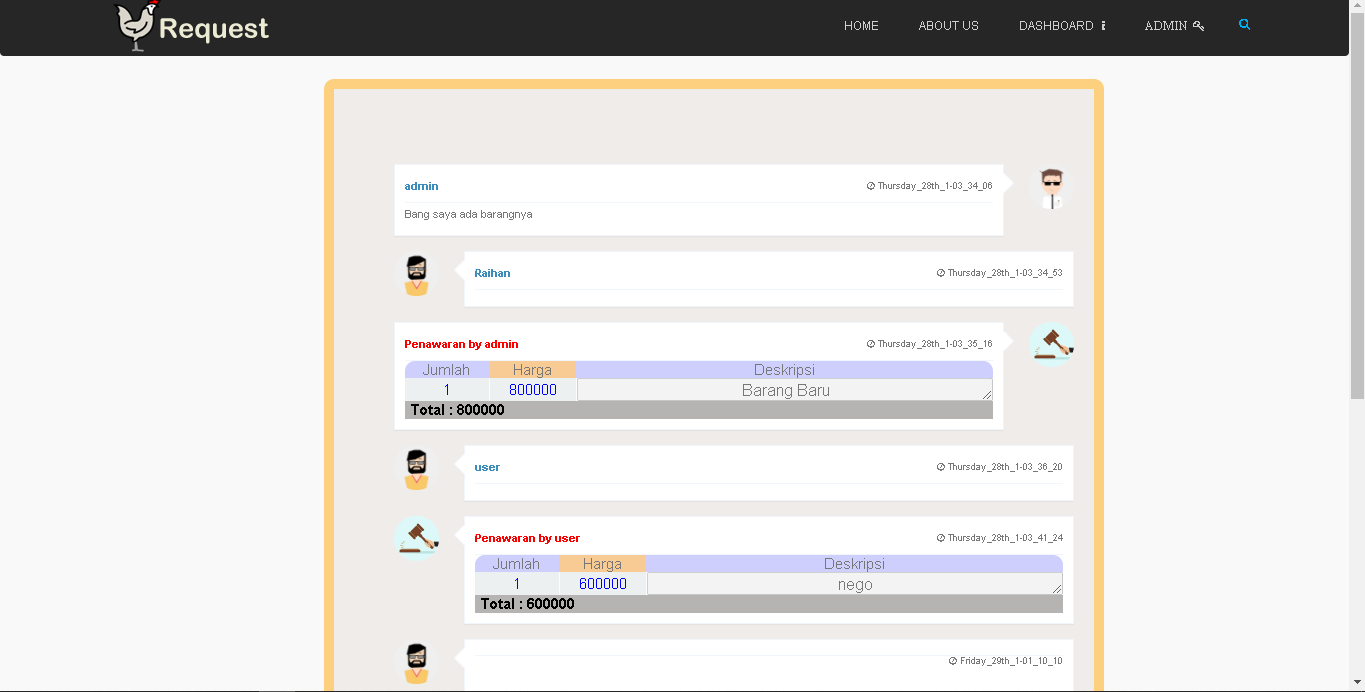 Request HOME ABOUT US DASHBOARD ADMIN
admin Thursday_28th_1-03_34_06
Bang saya ada barangnya
Raihan Thursday_28th_1-03_34_53
Penawaran by admin Thursday_28th_1-03_35_16
Jumlah Harga Deskripsi
1 800000 Barang Baru
Total : 800000
user Thursday_28th_1-03_36_20
Penawaran by user Thursday_28th_1-03_41_24
Jumlah Harga Deskripsi
1 600000 nego
Total : 600000
Friday_29th_1-01_10_10